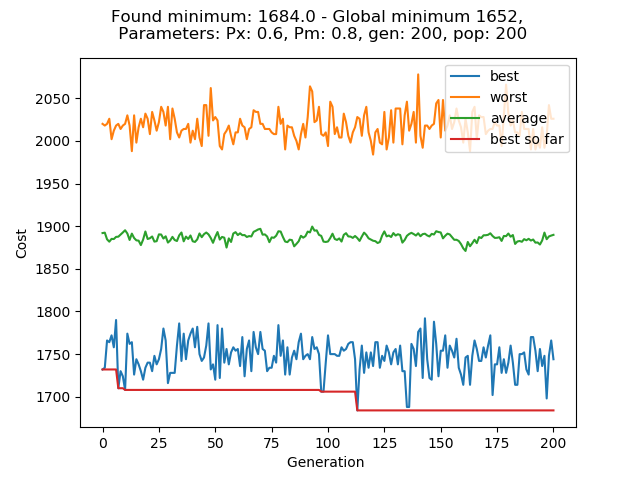 Found minimum: 1684.0 - Global minimum 1652,
Parameters: Px: 0.6, Pm: 0.8, gen: 200, pop: 200
best
worst
average
best so far
2050
2000
1950
1900
1850
1800
1750
1700
Cost
0 25 50 75 100 125 150 175 200
Generation